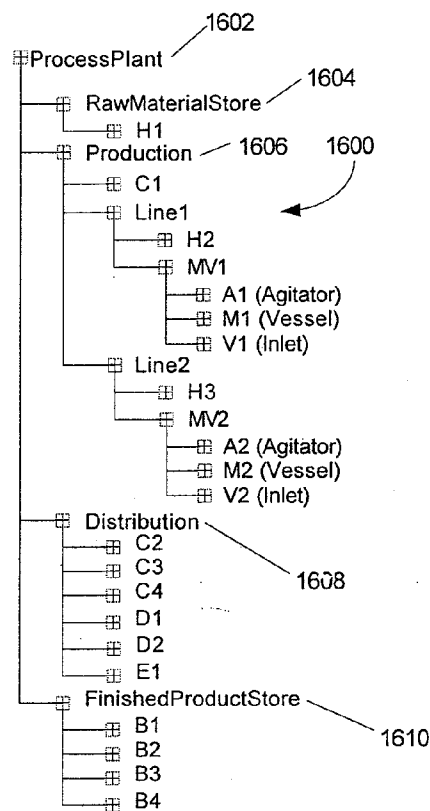 1602
ProcessPlant
1604
RawMaterialStore
H1
Production 1606 1600
C1
Line1
H2
MV1
A1 (Agitator)
M1 (Vessel)
V1 (Inlet)
Line2
H3
MV2
A2 (Agitator)
M2 (Vessel)
V2 (Inlet)
Distribution
C2
C3
1608
C4
D1
D2
E1
FinishedProductStore
B1
1610
B2
B3
B4